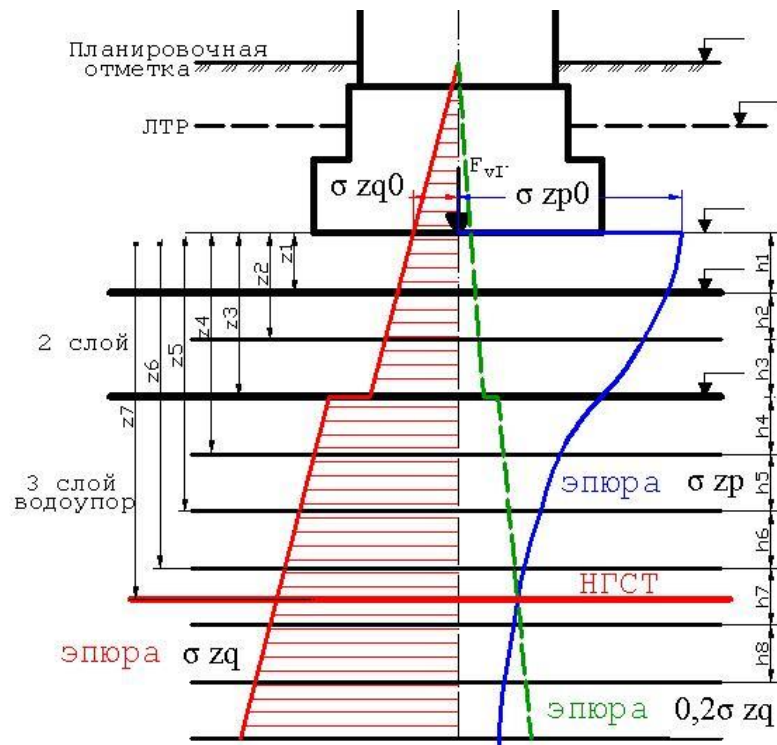 Планировочная
отметка
ЛТР
FvI
σ zq0
σ zp0
z1
z2
z3
z4
z5
z6
z7
h1
h2
h3
h4
h5
h6
h7
h8
2 слой
3 слой
водоупор
эпюра σ zp
НГСТ
эпюра σ zq
эпюра 0,2σ zq